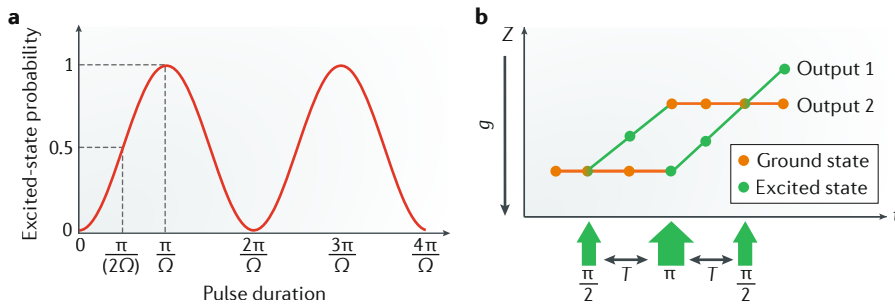 a
Excited-state probability
1
0.5
0
0
π/(2Ω)
π/Ω
2π/Ω
3π/Ω
4π/Ω
Pulse duration
b
Z
g
Output 1
Output 2
Ground state
Excited state
π/2
T
π
T
π/2